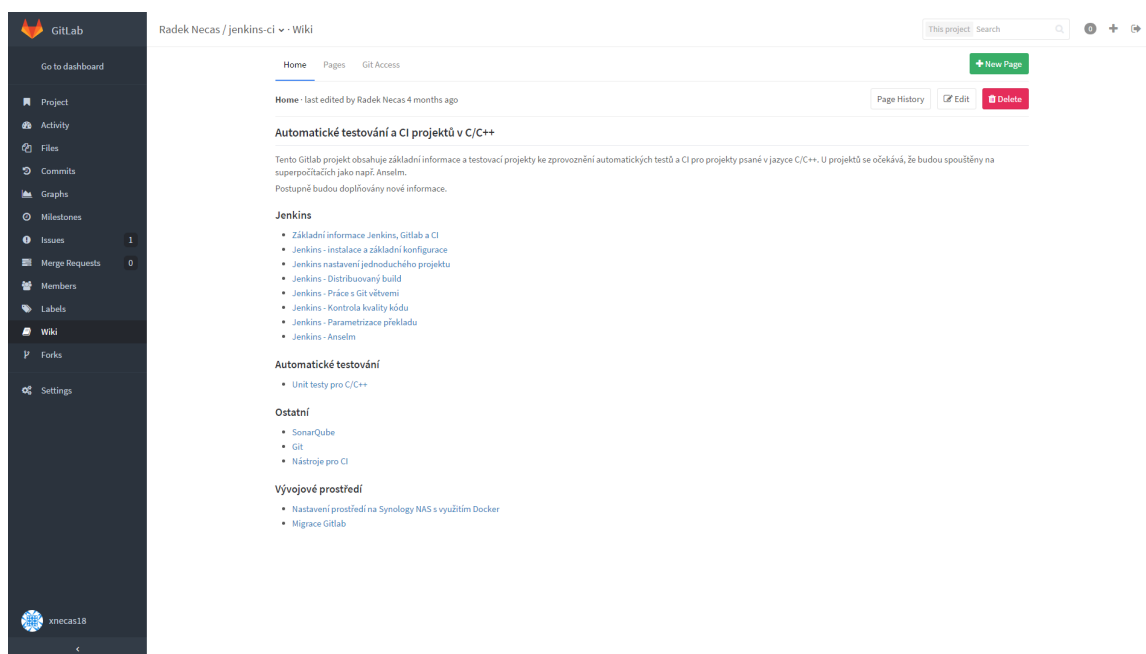 GitLab
Radek Necas / jenkins-ci · Wiki
This project Search
0
Go to dashboard
Project
Activity
Files
Commits
Graphs
Milestones
Issues 1
Merge Requests 0
Members
Labels
Wiki
Forks
Settings
xnecas18
Home Pages Git Access
New Page
Home · last edited by Radek Necas 4 months ago
Page History Edit Delete
Automatické testování a CI projektů v C/C++
Tento Gitlab projekt obsahuje základní informace a testovací projekty ke zprovoznění automatických testů a CI pro projekty psané v jazyce C/C++. U projektů se očekává, že budou spouštěny na
superpočítačích jako např. Anselm.
Postupně budou doplňovány nové informace.
Jenkins
Základní informace Jenkins, Gitlab a CI
Jenkins - instalace a základní konfigurace
Jenkins nastavení jednoduchého projektu
Jenkins - Distribuovaný build
Jenkins - Práce s Git větvemi
Jenkins - Kontrola kvality kódu
Jenkins - Parametrizace překladu
Jenkins - Anselm
Automatické testování
Unit testy pro C/C++
Ostatní
SonarQube
Git
Nástroje pro CI
Vývojové prostředí
Nastavení prostředí na Synology NAS s využitím Docker
Migrace Gitlab